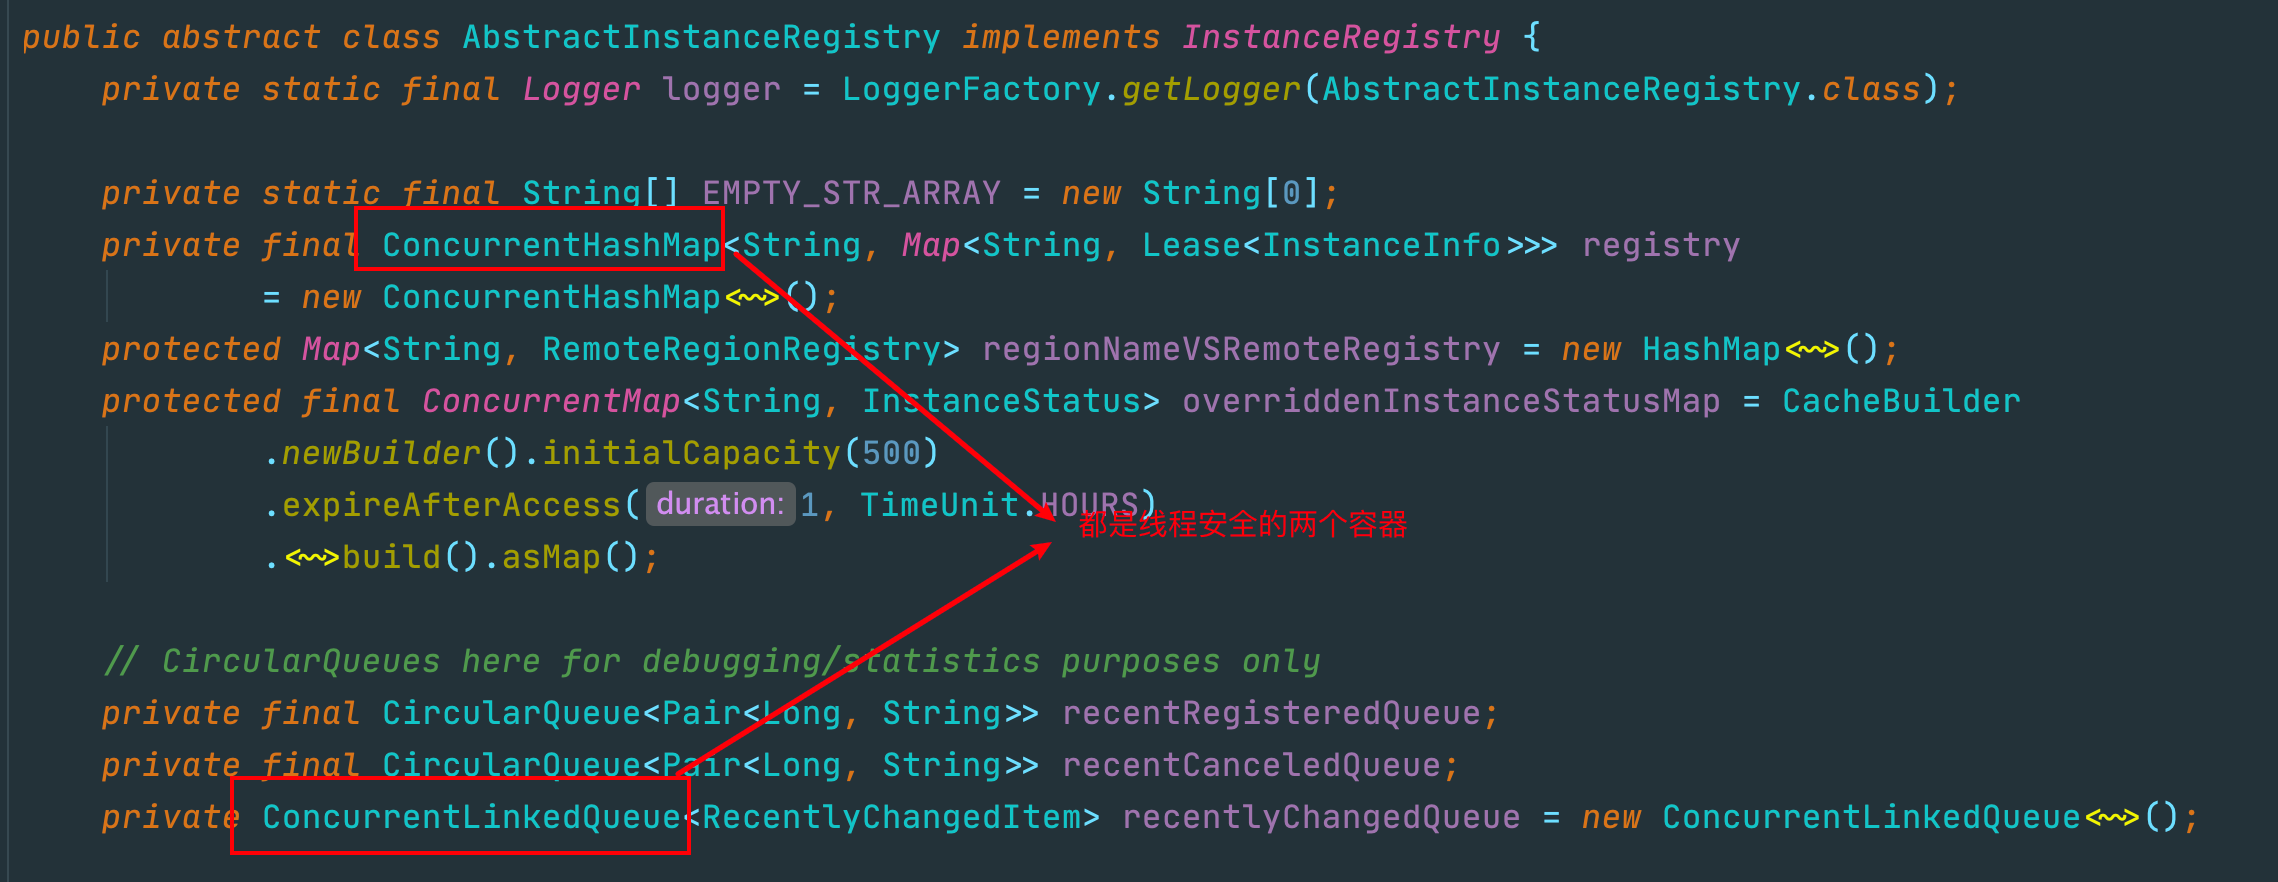 public abstract class AbstractInstanceRegistry implements InstanceRegistry {
private static final Logger logger = LoggerFactory.getLogger(AbstractInstanceRegistry.class);
private static final String[] EMPTY_STR_ARRAY = new String[0];
private final ConcurrentHashMap<String, Map<String, Lease<InstanceInfo>>> registry
= new ConcurrentHashMap<~>();
protected Map<String, RemoteRegionRegistry> regionNameVSRemoteRegistry = new HashMap<~>();
protected final ConcurrentMap<String, InstanceStatus> overriddenInstanceStatusMap = CacheBuilder
.newBuilder().initialCapacity(500)
.expireAfterAccess( duration: 1, TimeUnit.HOURS)
都是线程安全的两个容器
.<~>build().asMap();
// CircularQueues here for debugging/statistics purposes only
private final CircularQueue<Pair<Long, String>> recentRegisteredQueue;
private final CircularQueue<Pair<Long, String>> recentCanceledQueue;
private ConcurrentLinkedQueue<RecentlyChangedItem> recentlyChangedQueue = new ConcurrentLinkedQueue<~>();